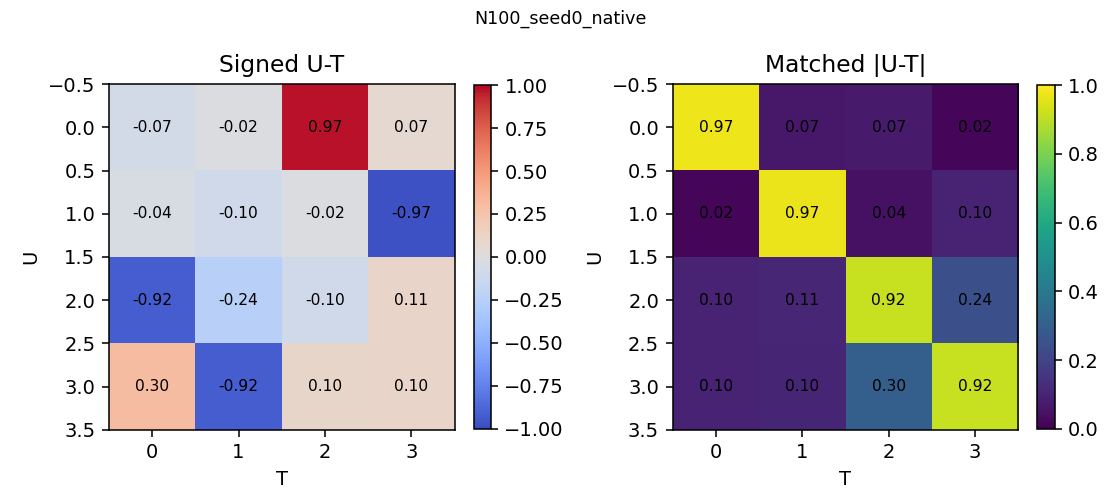 N100_seed0_native
Signed U-T
Matched |U-T|
−0.5
0.0
0.5
1.0
1.5
2.0
2.5
3.0
3.5
U
-0.07 -0.02 0.97 0.07
-0.04 -0.10 -0.02 -0.97
-0.92 -0.24 -0.10 0.11
0.30 -0.92 0.10 0.10
0 1 2 3
T
1.00
0.75
0.50
0.25
0.00
−0.25
−0.50
−0.75
−1.00
−0.5
0.0
0.5
1.0
1.5
2.0
2.5
3.0
3.5
U
0.97 0.07 0.07 0.02
0.02 0.97 0.04 0.10
0.10 0.11 0.92 0.24
0.10 0.10 0.30 0.92
0 1 2 3
T
1.0
0.8
0.6
0.4
0.2
0.0